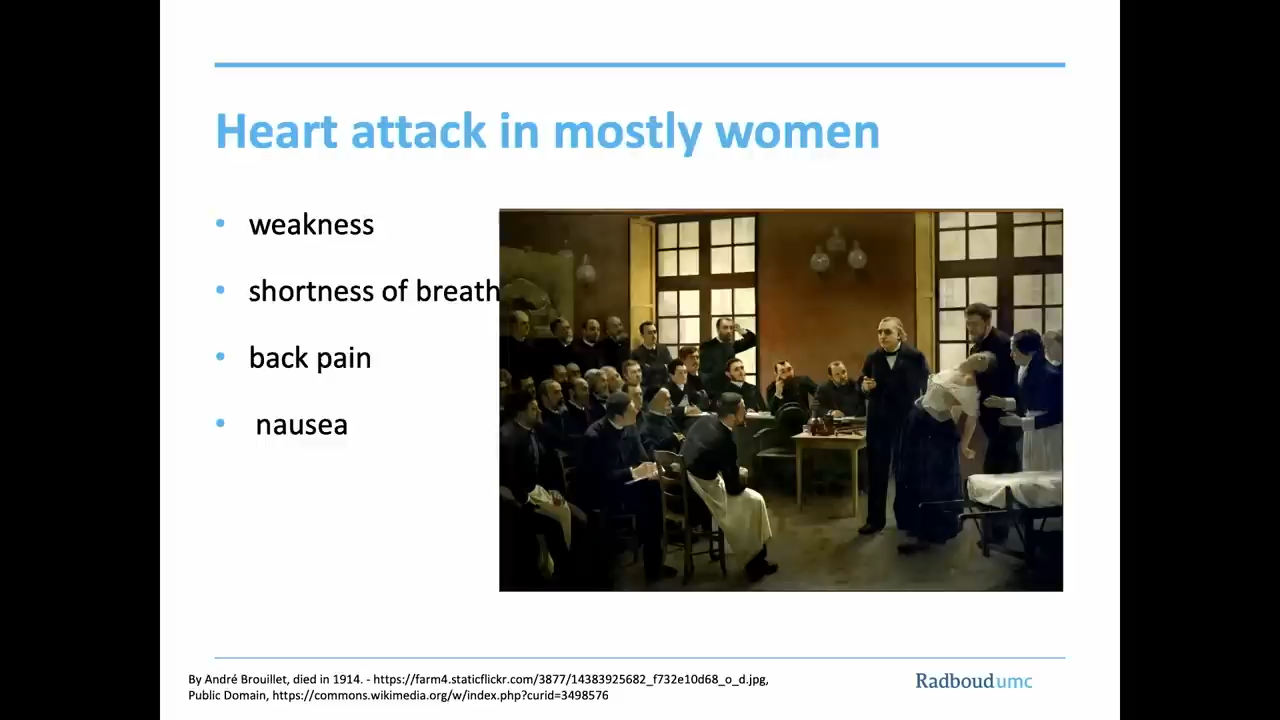 Heart attack in mostly women
• weakness
• shortness of breath
• back pain
• nausea
By André Brouillet, died in 1914. - https://farm4.staticflickr.com/3877/14383925682_f732e10d68_o_d.jpg,
Public Domain, https://commons.wikimedia.org/w/index.php?curid=3498576
Radboudumc